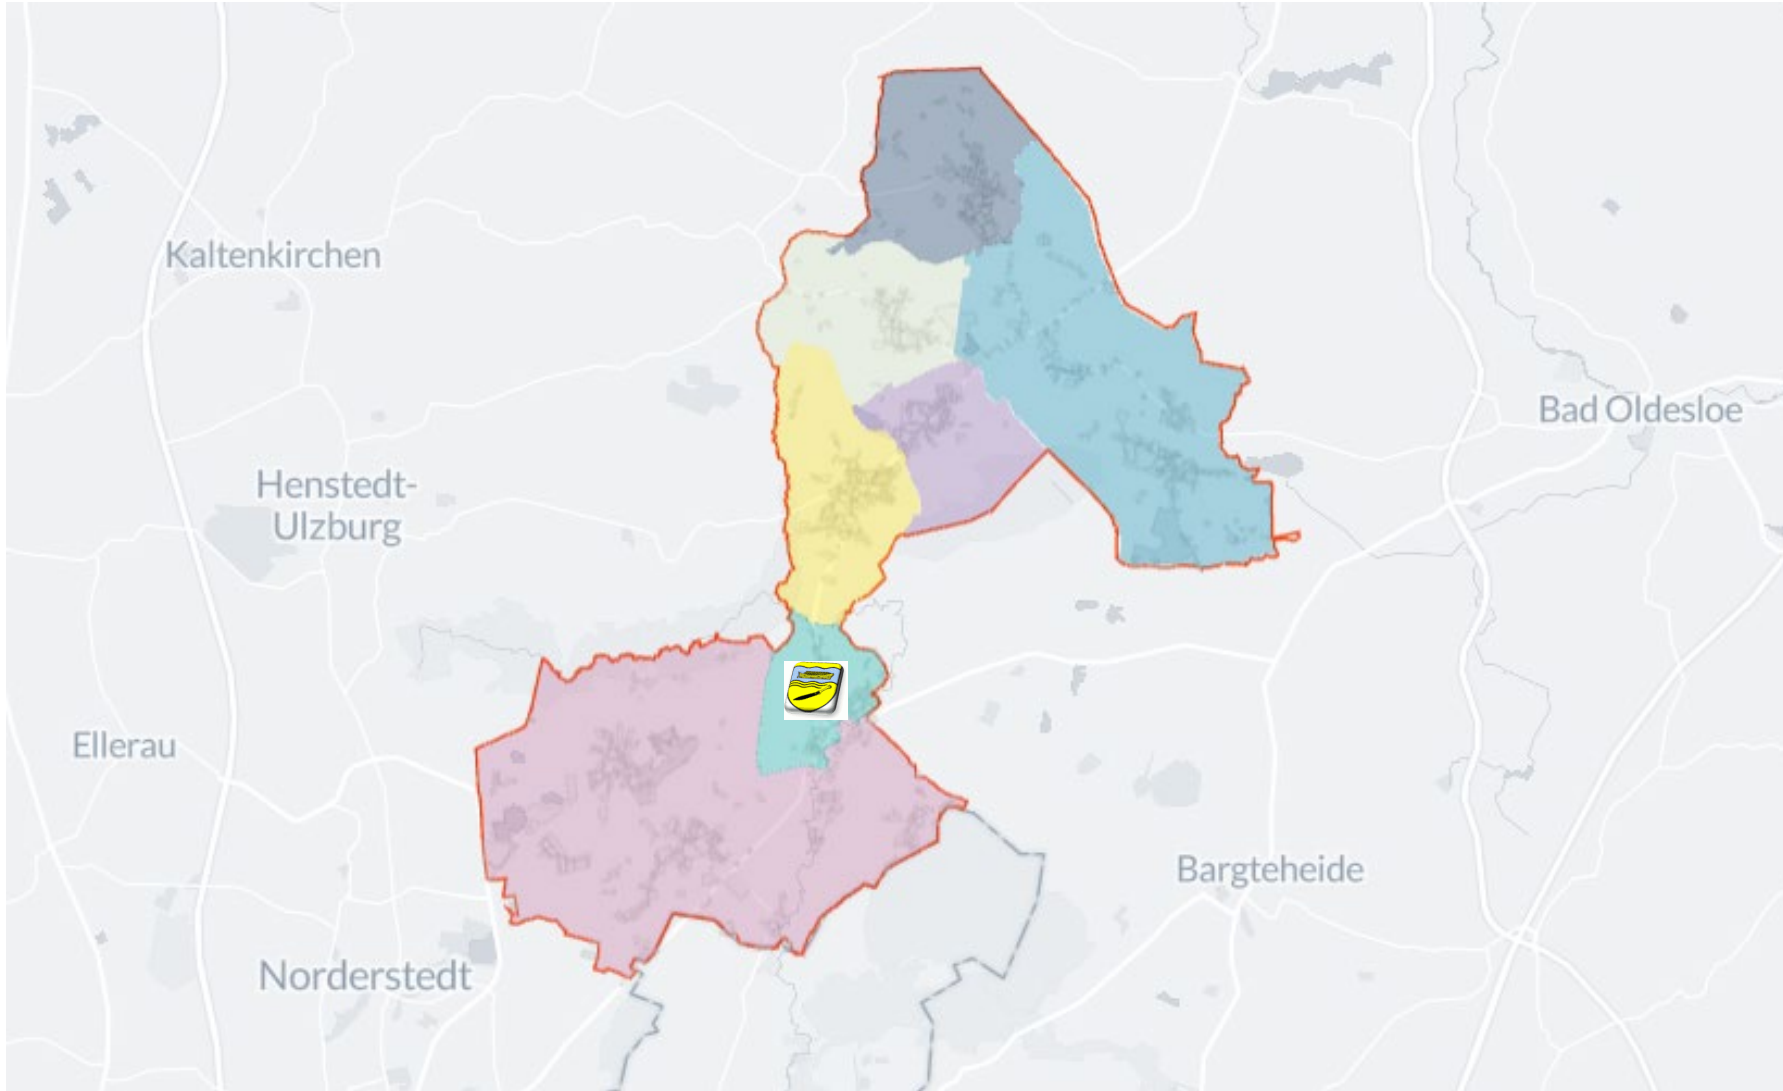 Kaltenkirchen
Bad Oldesloe
Henstedt-
Ulzburg
Ellerau
Bargteheide
Norderstedt